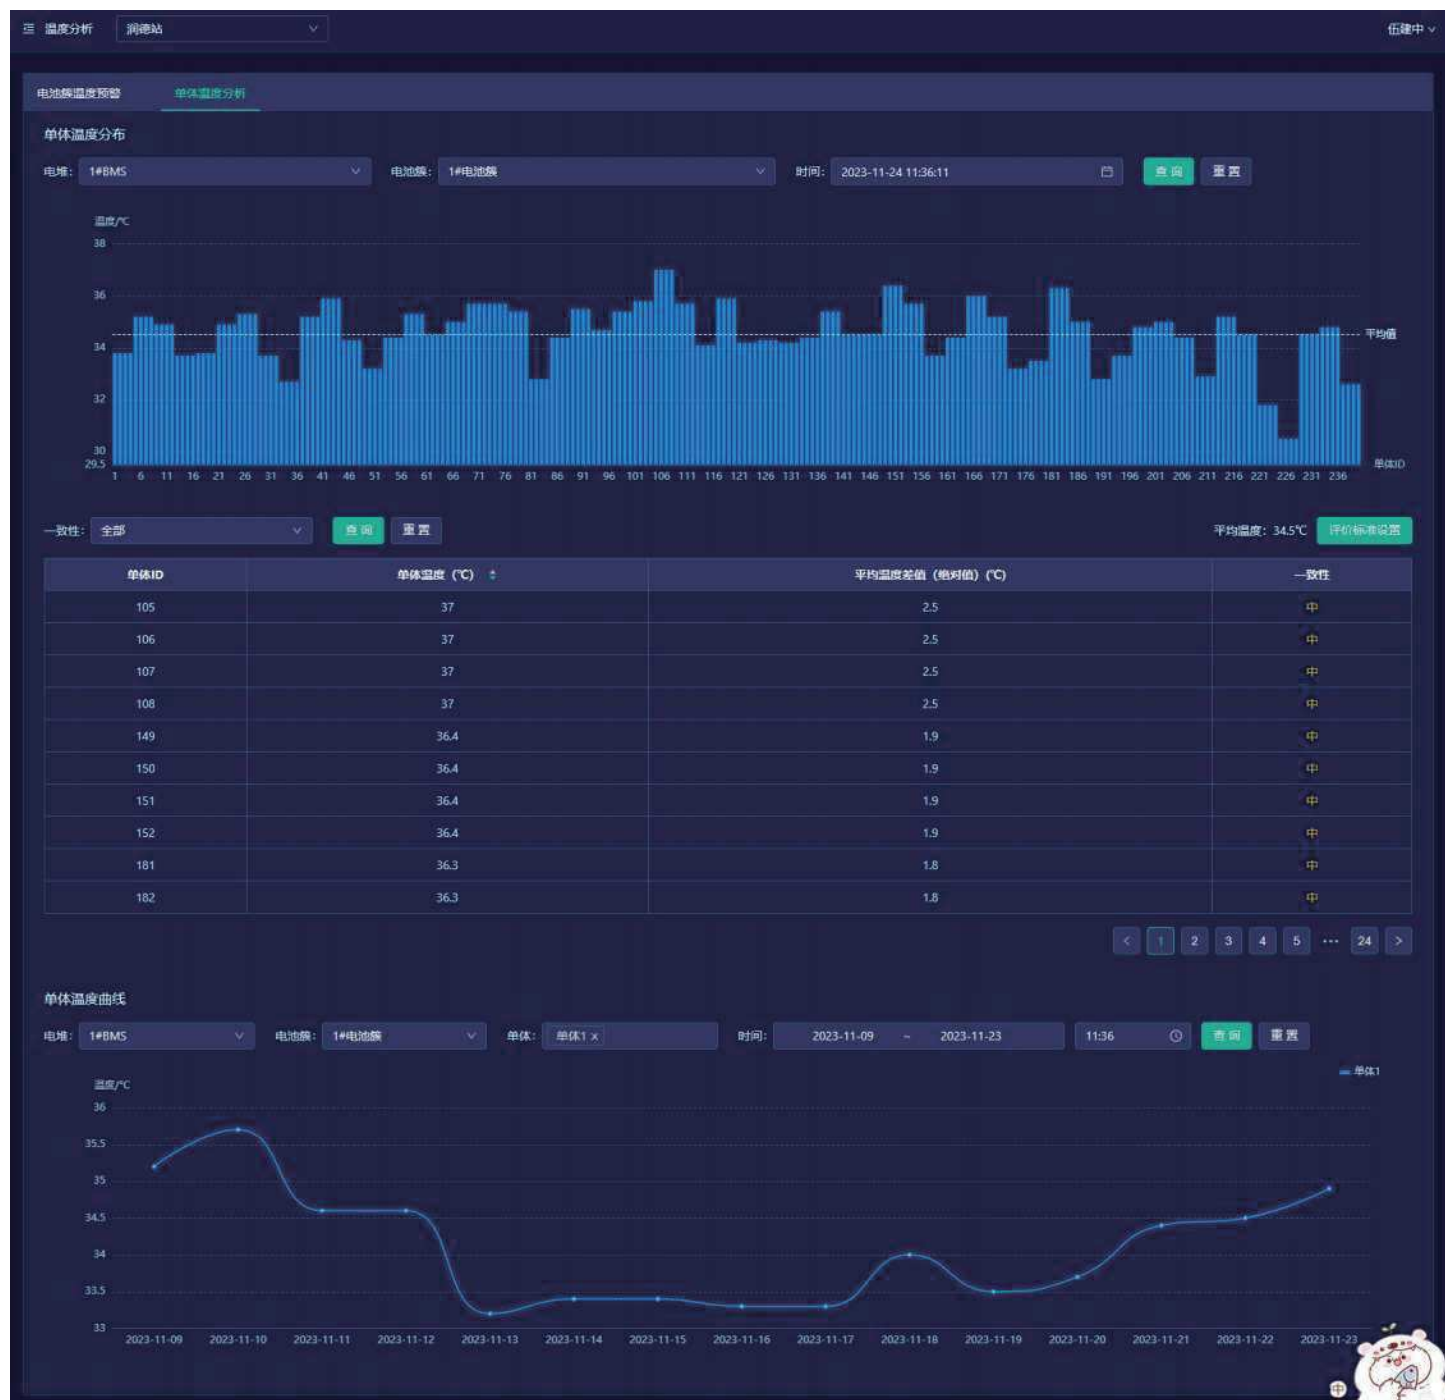 温度分析 润德站 伍建中
电池簇温度预警 单体温度分析
单体温度分布
电堆: 1#BMS 电池簇: 1#电池簇 时间: 2023-11-24 11:36:11 查 询 重 置
温度/℃
38
36
平均值
34
32
30
29.5
单体ID
1 6 11 16 21 26 31 36 41 46 51 56 61 66 71 76 81 86 91 96 101 106 111 116 121 126 131 136 141 146 151 156 161 166 171 176 181 186 191 196 201 206 211 216 221 226 231 236
一致性: 全部 查 询 重 置 平均温度: 34.5℃ 评价标准设置
单体ID 单体温度 (℃) 平均温度差值 (绝对值) (℃) 一致性
105 37 2.5 中
106 37 2.5 中
107 37 2.5 中
108 37 2.5 中
149 36.4 1.9 中
150 36.4 1.9 中
151 36.4 1.9 中
152 36.4 1.9 中
181 36.3 1.8 中
182 36.3 1.8 中
< 1 2 3 4 5 ••• 24 >
单体温度曲线
电堆: 1#BMS 电池簇: 1#电池簇 单体: 单体1 x 时间: 2023-11-09 ~ 2023-11-23 11:36 查 询 重 置
单体1
温度/℃
36
35.5
35
34.5
34
33.5
33
2023-11-09 2023-11-10 2023-11-11 2023-11-12 2023-11-13 2023-11-14 2023-11-15 2023-11-16 2023-11-17 2023-11-18 2023-11-19 2023-11-20 2023-11-21 2023-11-22 2023-11-23
中